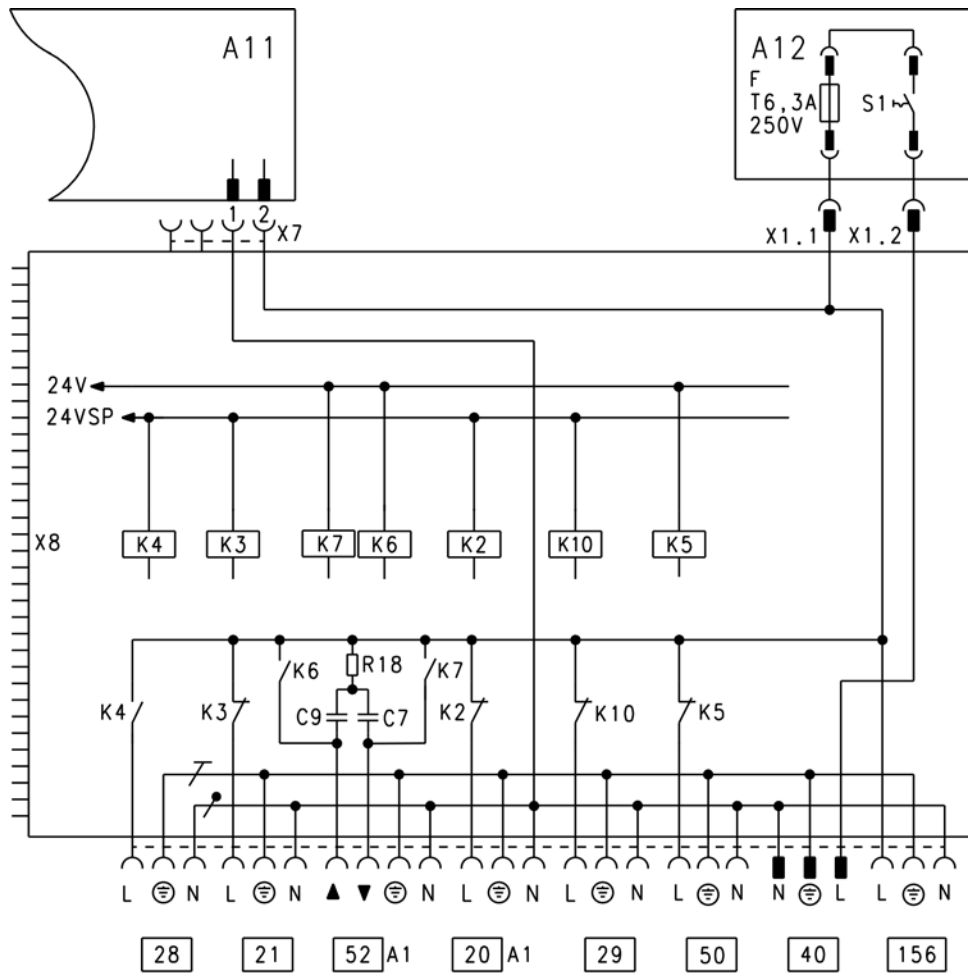 A11
A12
F
T6,3A
250V
S1
1 2
X7
X1.1 X1.2
24V
24VSP
X8
K4 K3 K7 K6 K2 K10 K5
K6 R18 K7
K4 K3 C9 C7 K2 K10 K5
L N L N N L N L N L N N L L N
28 21 52 A1 20 A1 29 50 40 156